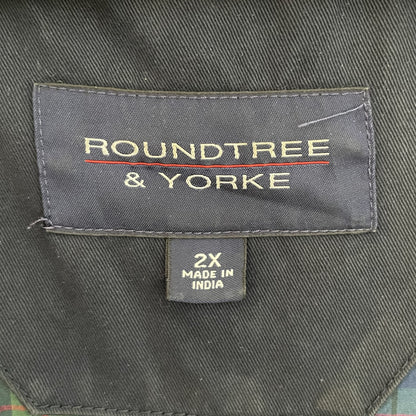 ROUNDTREE
& YORKE
2X
MADE IN
INDIA